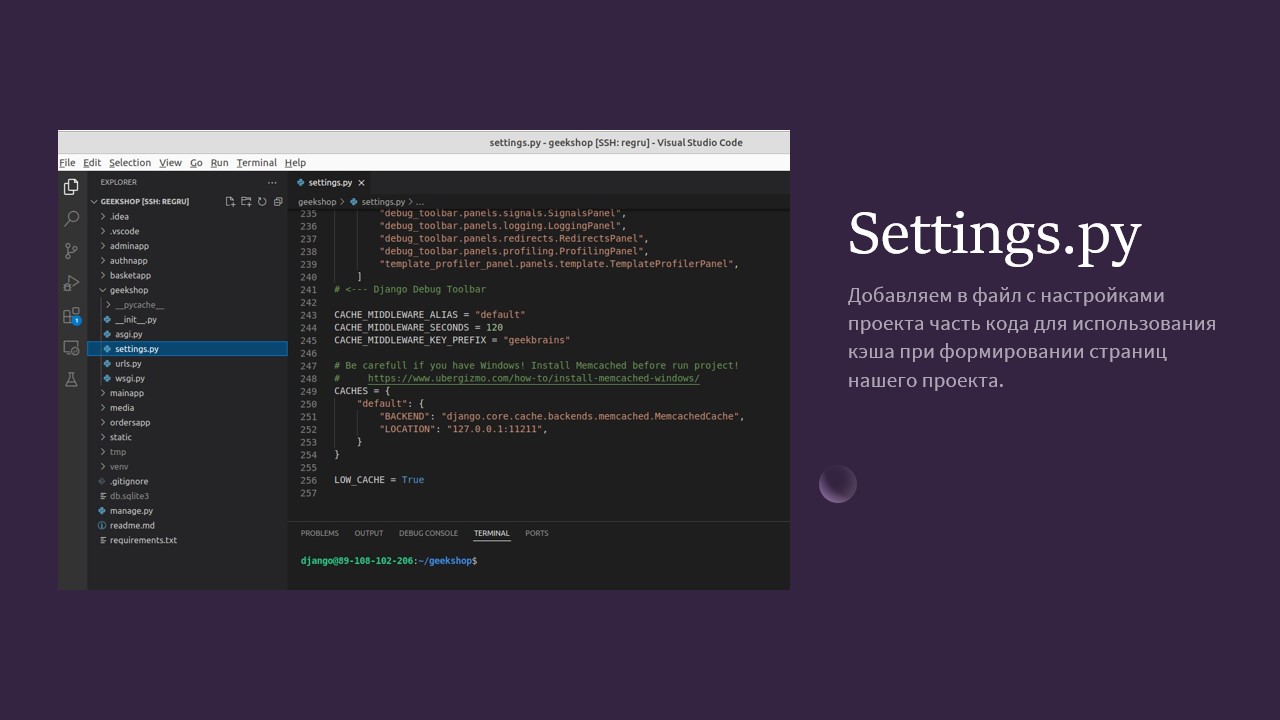 settings.py - geekshop [SSH: regru] - Visual Studio Code
File Edit Selection View Go Run Terminal Help
EXPLORER
GEEKSHOP [SSH: REGRU]
.idea
.vscode
adminapp
authnapp
basketapp
geekshop
__pycache__
__init__.py
asgi.py
settings.py
urls.py
wsgi.py
mainapp
media
ordersapp
static
tmp
venv
.gitignore
db.sqlite3
manage.py
readme.md
requirements.txt
1
settings.py
geekshop > settings.py > ...
235 "debug_toolbar.panels.signals.SignalsPanel",
236 "debug_toolbar.panels.logging.LoggingPanel",
237 "debug_toolbar.panels.redirects.RedirectsPanel",
238 "debug_toolbar.panels.profiling.ProfilingPanel",
239 "template_profiler_panel.panels.template.TemplateProfilerPanel",
240 ]
241 # <--- Django Debug Toolbar
242
243 CACHE_MIDDLEWARE_ALIAS = "default"
244 CACHE_MIDDLEWARE_SECONDS = 120
245 CACHE_MIDDLEWARE_KEY_PREFIX = "geekbrains"
246
247 # Be carefull if you have Windows! Install Memcached before run project!
248 # https://www.ubergizmo.com/how-to/install-memcached-windows/
249 CACHES = {
250 "default": {
251 "BACKEND": "django.core.cache.backends.memcached.MemcachedCache",
252 "LOCATION": "127.0.0.1:11211",
253 }
254 }
255
256 LOW_CACHE = True
257
PROBLEMS OUTPUT DEBUG CONSOLE TERMINAL PORTS
django@89-108-102-206:~/geekshop$
Settings.py
Добавляем в файл с настройками
проекта часть кода для использования
кэша при формировании страниц
нашего проекта.